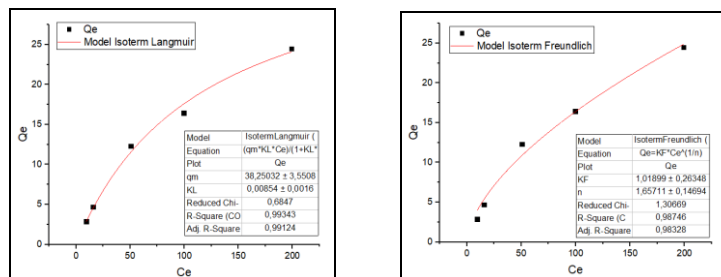 Qe
Model Isoterm Langmuir
25
20
15
10
5
0
Qe
0
50
100
150
200
Ce
Model IsotermLangmuir (
Equation (qm*KL*Ce)/(1+KL*
Plot Qe
qm 38,25032 ± 3,5508
KL 0,00854 ± 0,0016
Reduced Chi- 0,6847
R-Square (CO 0,99343
Adj. R-Square 0,99124
Qe
Model Isoterm Freundlich
25
20
15
10
5
0
Qe
0
50
100
150
200
Ce
Model IsotermFreundlich (
Equation Qe=KF*Ce^(1/n)
Plot Qe
KF 1,01899 ± 0,26348
n 1,65711 ± 0,14694
Reduced Chi- 1,30669
R-Square (C 0,98746
Adj. R-Square 0,98328